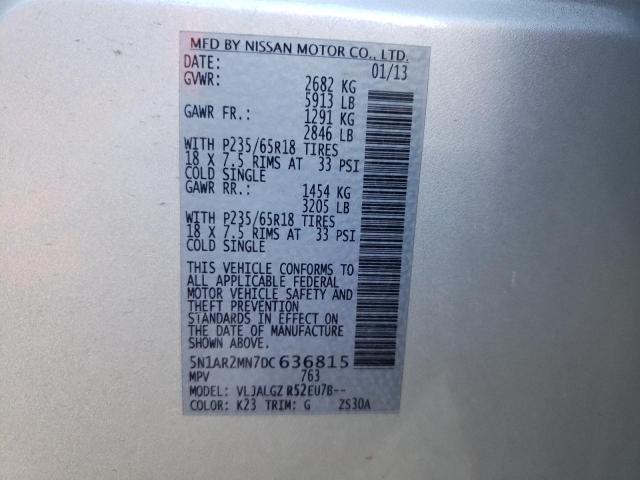 MFD BY NISSAN MOTOR CO., LTD.
DATE: 01/13
GVWR: 2682 KG
5913 LB
GAWR FR.: 1291 KG
2846 LB
WITH P235/65R18 TIRES
18 X 7.5 RIMS AT 33 PSI
COLD SINGLE
GAWR RR.: 1454 KG
3205 LB
WITH P235/65R18 TIRES
18 X 7.5 RIMS AT 33 PSI
COLD SINGLE
THIS VEHICLE CONFORMS TO
ALL APPLICABLE FEDERAL
MOTOR VEHICLE SAFETY AND
THEFT PREVENTION
STANDARDS IN EFFECT ON
THE DATE OF MANUFACTURE
SHOWN ABOVE.
5N1AR2MN7DC636815
MPV 763
MODEL: VLJALGZ R52EU7B--
COLOR: K23 TRIM: G ZS30A